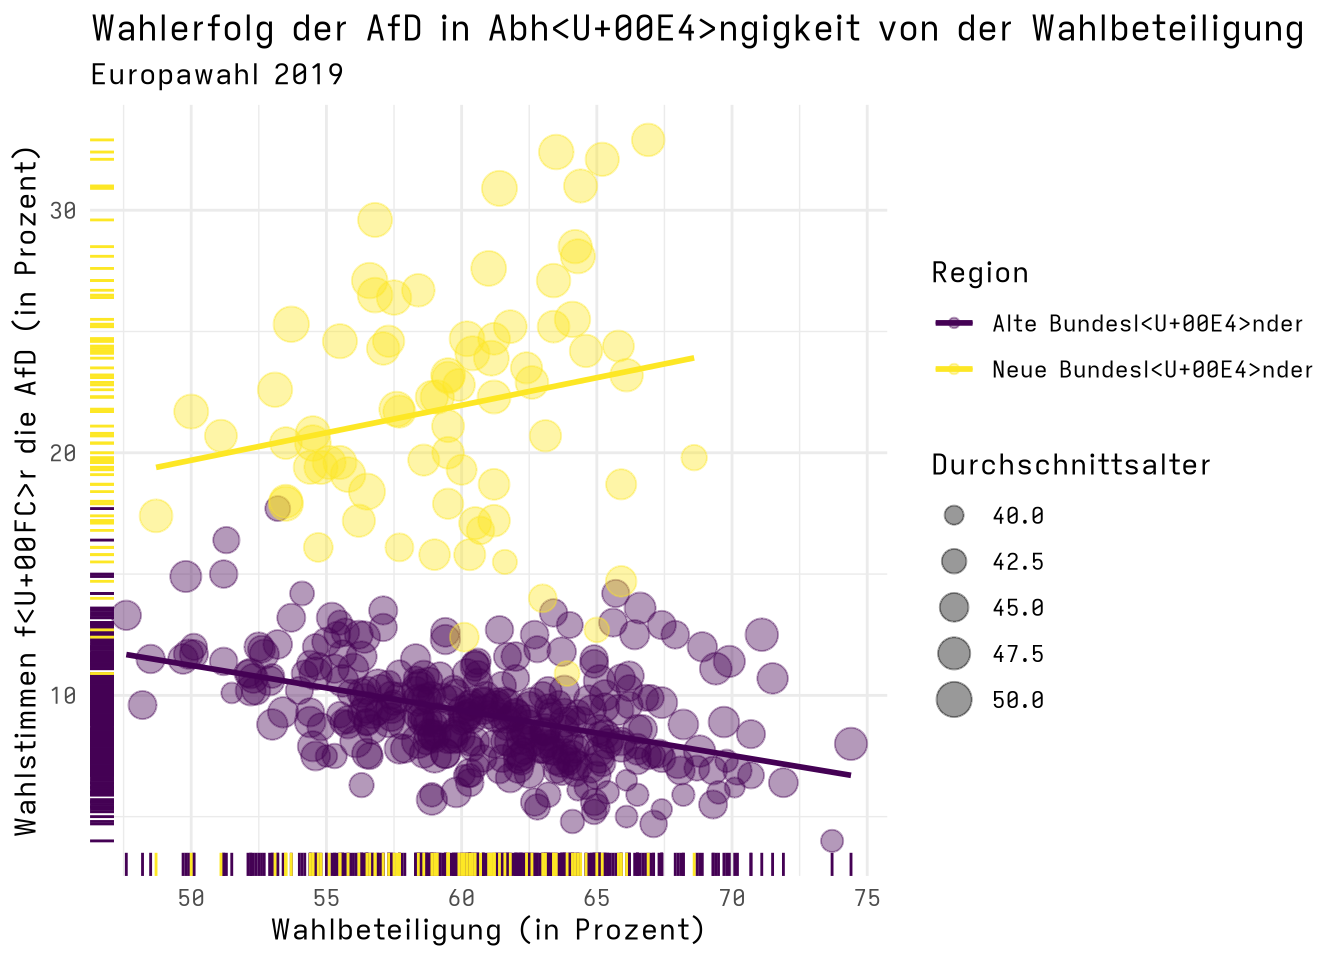 Wahlerfolg der AfD in Abh<U+00E4>ngigkeit von der Wahlbeteiligung
Europawahl 2019
Wahlstimmen f<U+00FC>r die AfD (in Prozent)
30
20
10
50
55
60
65
70
75
Wahlbeteiligung (in Prozent)
Region
Alte Bundesl<U+00E4>nder
Neue Bundesl<U+00E4>nder
Durchschnittsalter
40.0
42.5
45.0
47.5
50.0